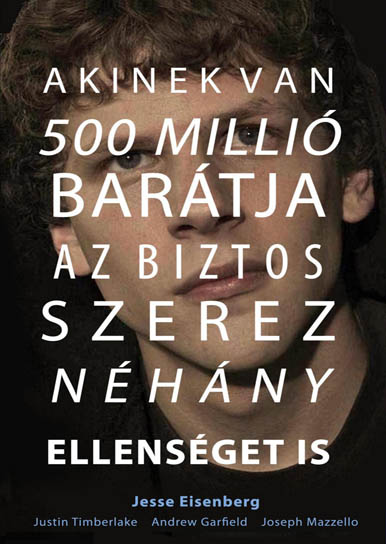 AKINEK VAN
500 MILLIÓ
BARÁTJA
AZ BIZTOS
SZEREZ
NÉHÁNY
ELLENSÉGET IS
Jesse Eisenberg
Justin Timberlake Andrew Garfield Joseph Mazzello